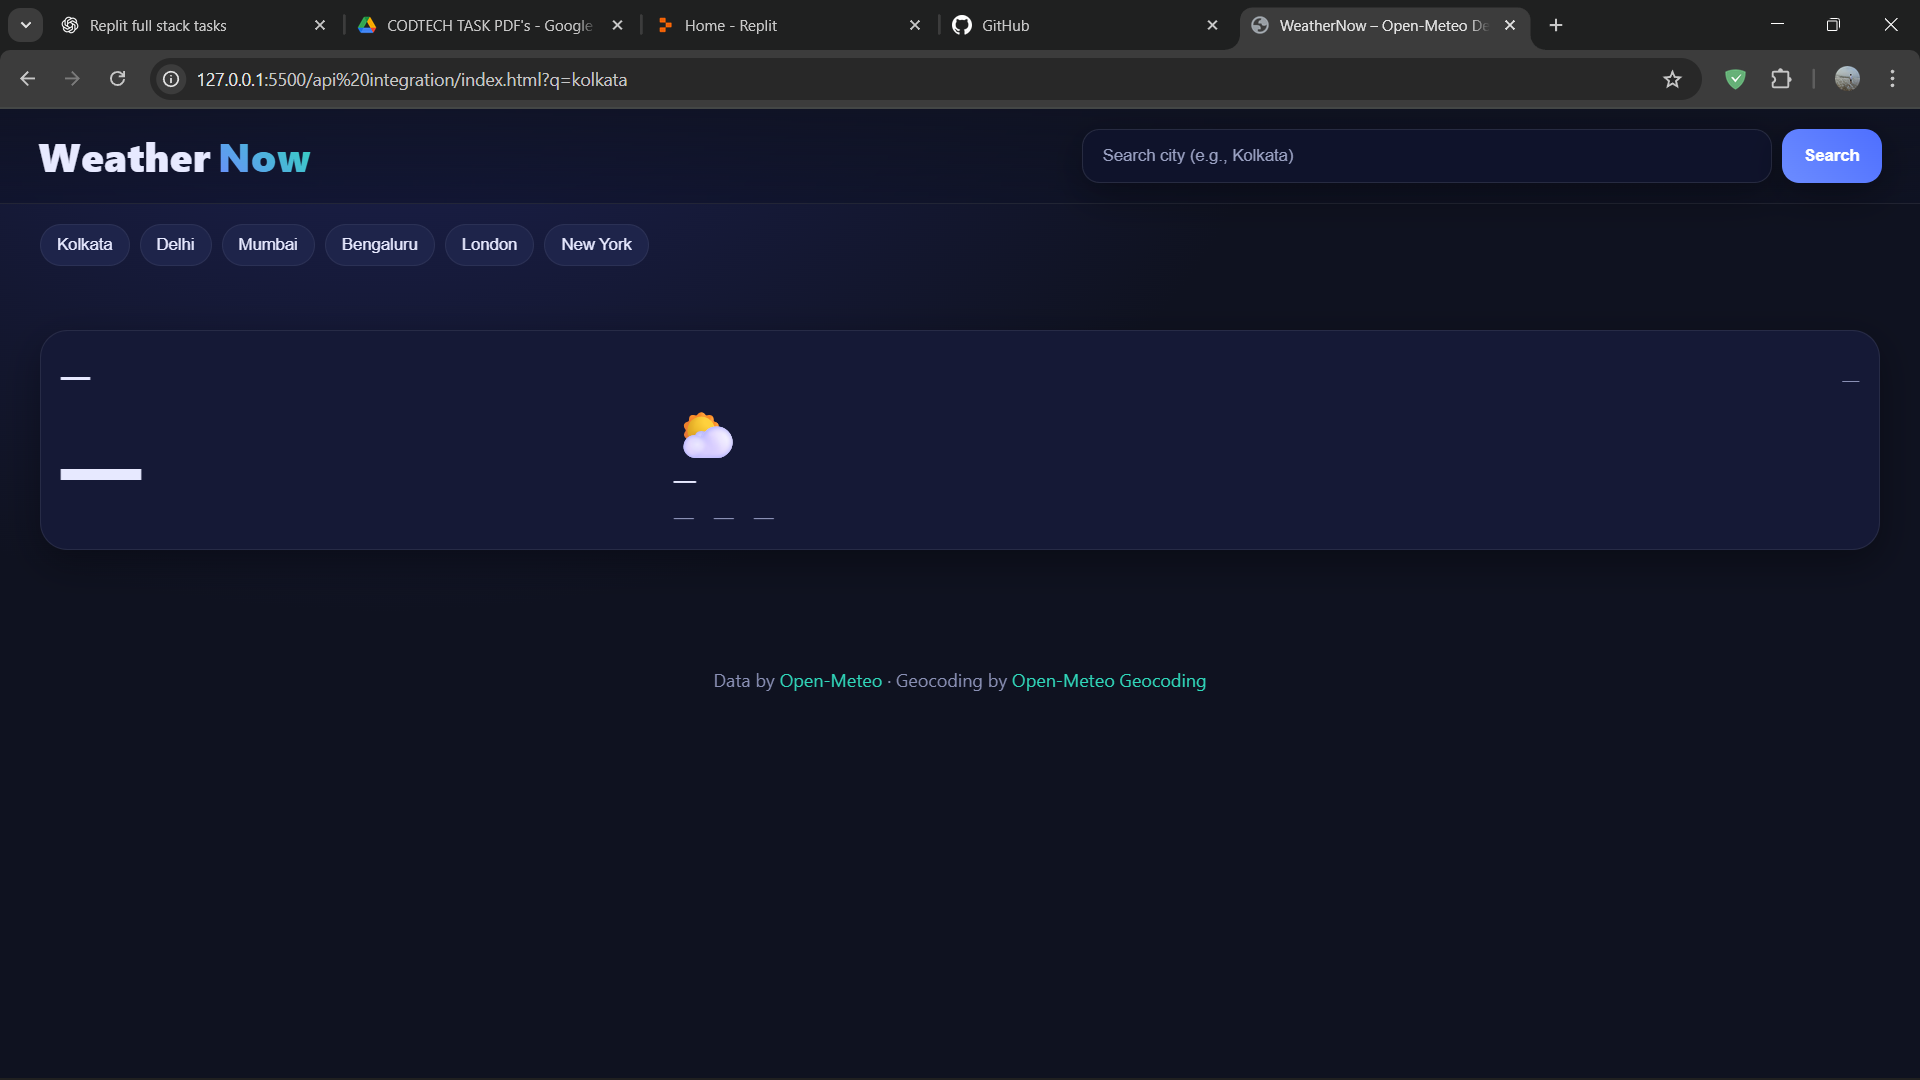 Replit full stack tasks
CODTECH TASK PDF's - Google
Home - Replit
GitHub
WeatherNow – Open-Meteo De
127.0.0.1:5500/api%20integration/index.html?q=kolkata
Weather Now
Search city (e.g., Kolkata)
Search
Kolkata
Delhi
Mumbai
Bengaluru
London
New York
—
—
—
—
— — —
Data by Open-Meteo · Geocoding by Open-Meteo Geocoding